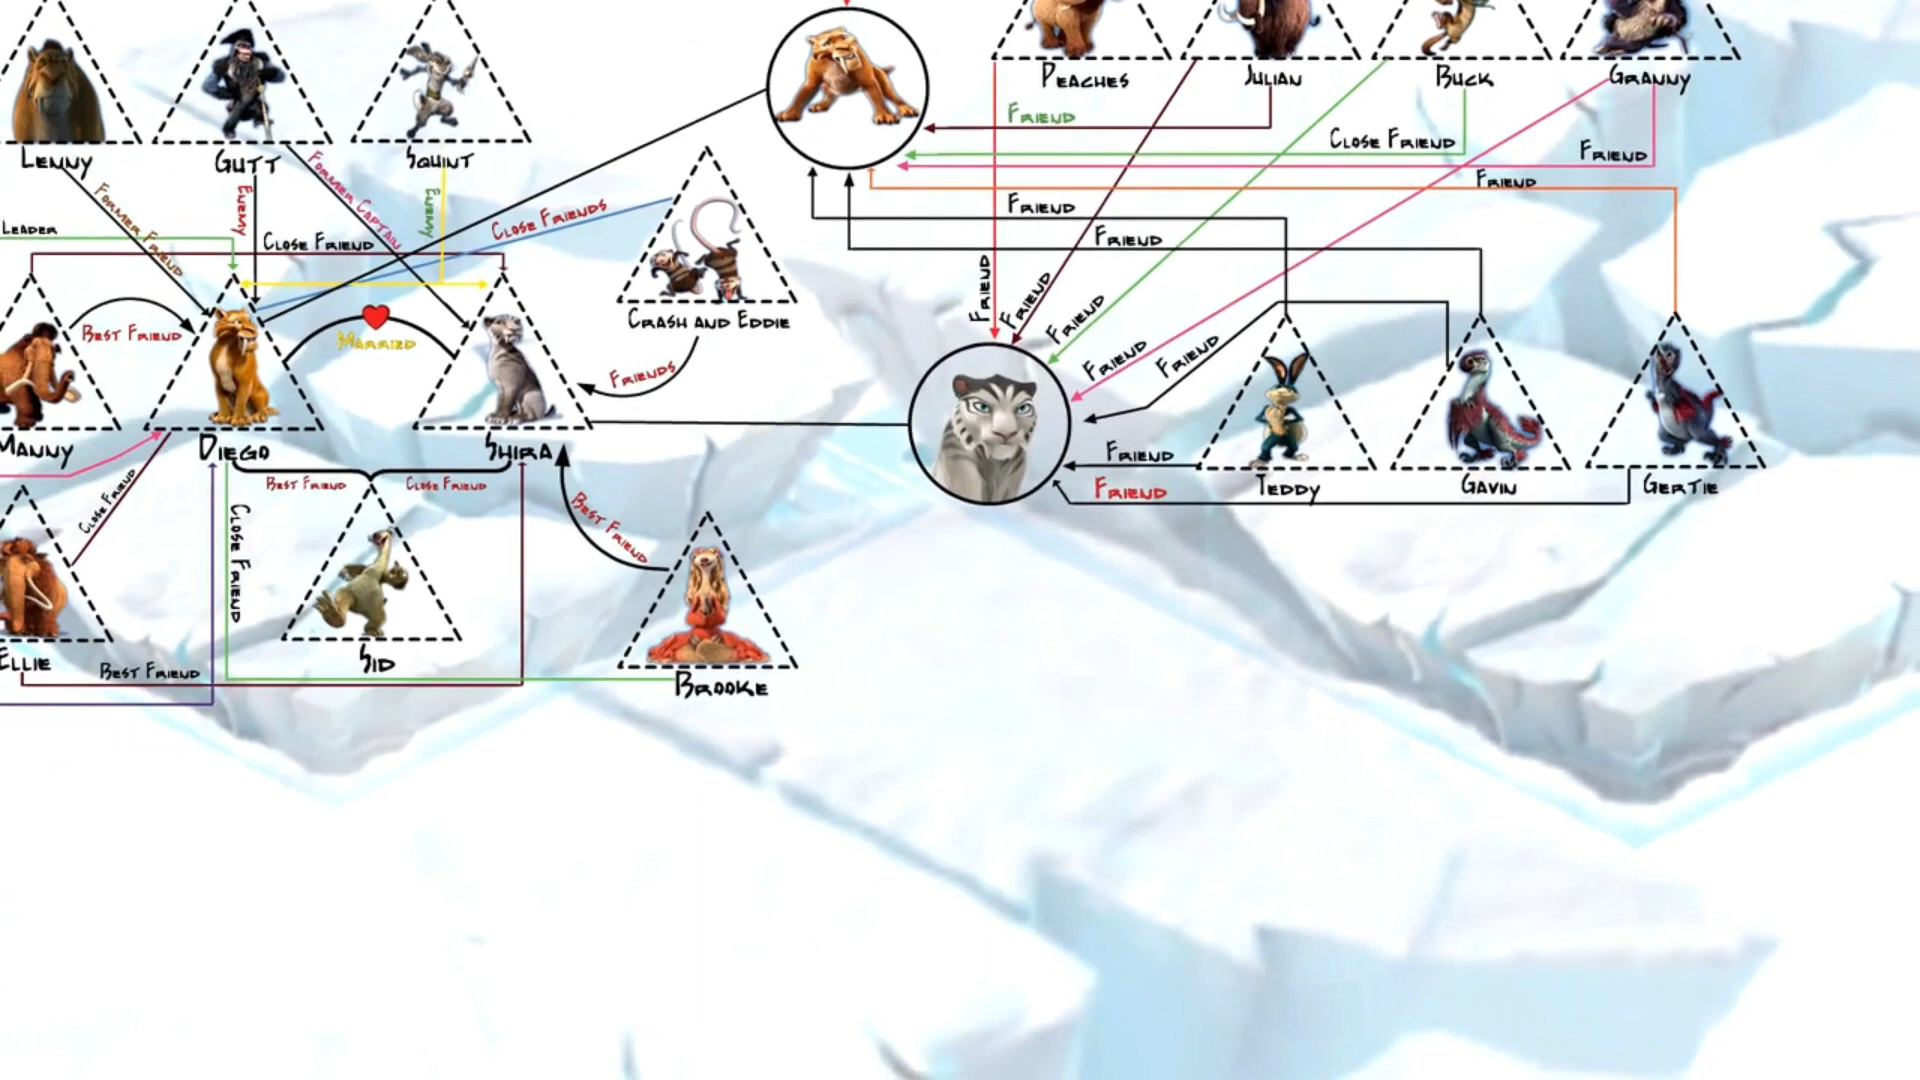 Peaches
Julian
Buck
Granny
Friend
Close Friend
Friend
Lenny
Gutt
Squint
Friend
Former Friend
Enemy
Former Captain
Enemy
Close Friends
Friend
Leader
Close Friend
Friend
Friend
Friend
Friend
Crash and Eddie
Best Friend
Married
Friend
Friend
Friends
Manny
Diego
Shira
Friend
Best Friend
Close Friend
Friend
Teddy
Gavin
Gertie
Close Friend
Close Friend
Best Friend
Ellie
Sid
Best Friend
Brooke